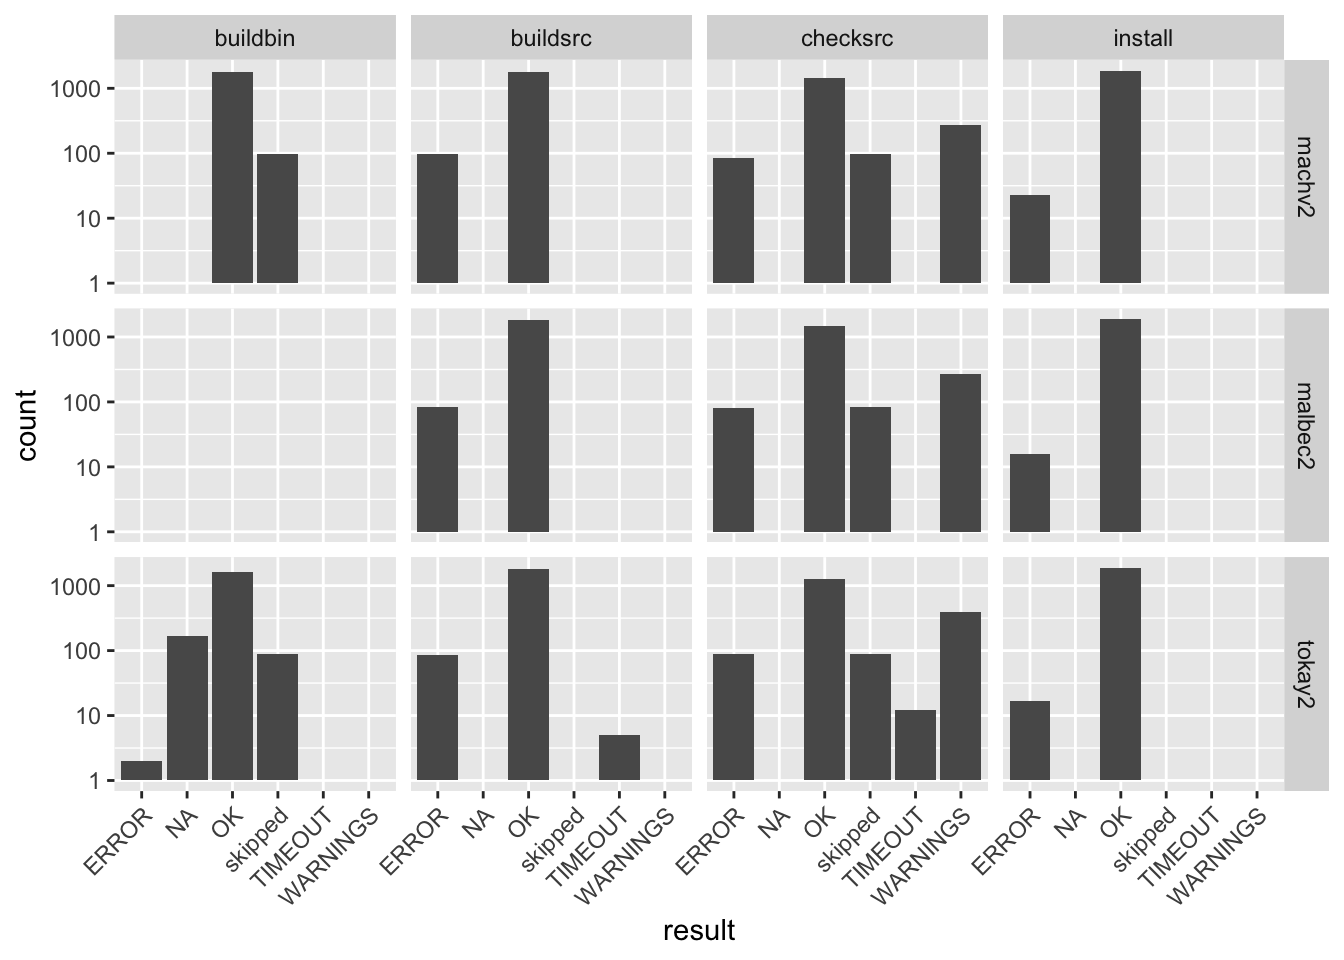 buildbin buildsrc checksrc install
1000
100
10
1
machv2
1000
100
10
1
malbec2
1000
100
10
1
tokay2
count
ERROR NA OK skipped TIMEOUT WARNINGS ERROR NA OK skipped TIMEOUT WARNINGS ERROR NA OK skipped TIMEOUT WARNINGS ERROR NA OK skipped TIMEOUT WARNINGS
result